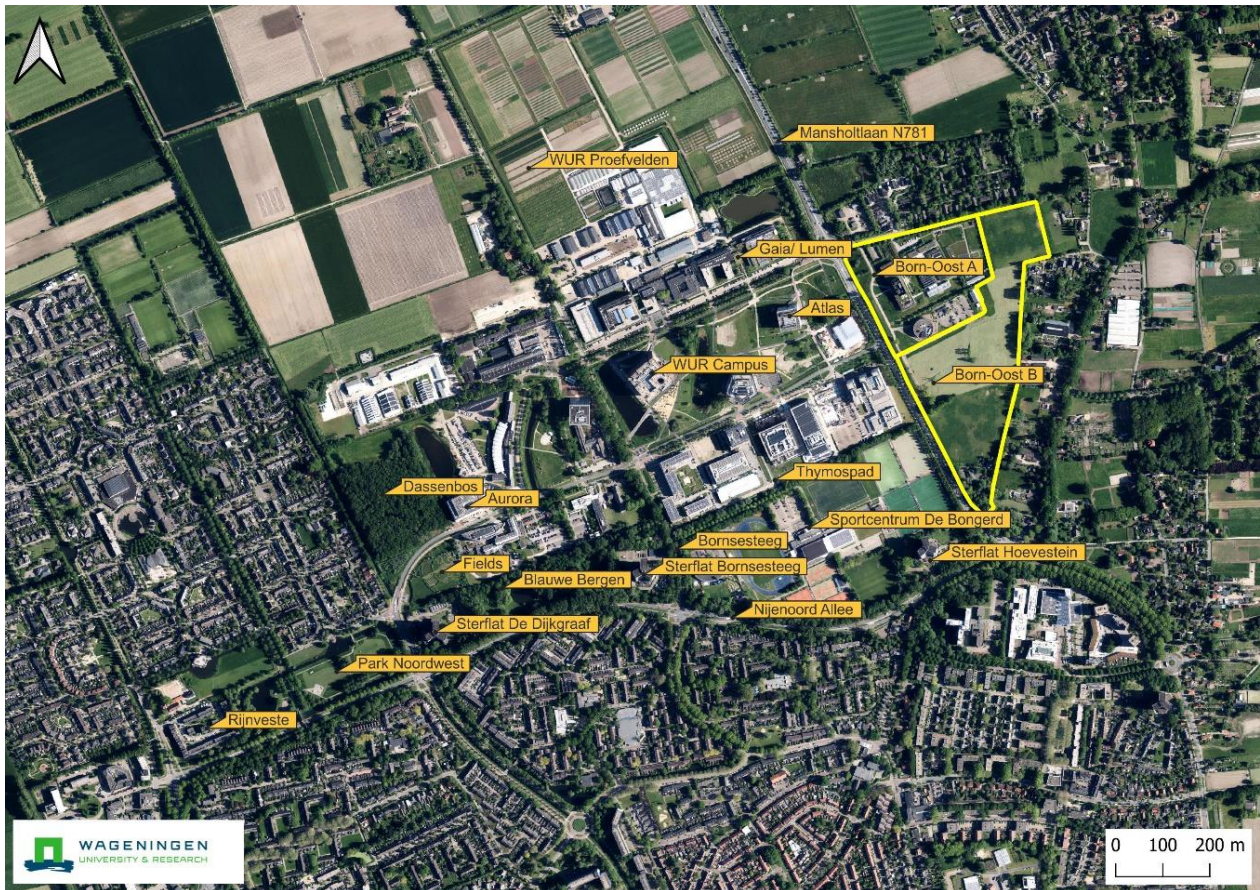 Mansholtlaan N781
WUR Proefvelden
Gaia/ Lumen
Born-Oost A
Atlas
WUR Campus
Born-Oost B
Thymospad
Dassenbos
Aurora
Sportcentrum De Bongerd
Bornsesteeg
Sterflat Hoevestein
Fields
Sterflat Bornsesteeg
Blauwe Bergen
Nijenoord Allee
Sterflat De Dijkgraaf
Park Noordwest
Rijnveste
WAGENINGEN
UNIVERSITY & RESEARCH
0 100 200 m